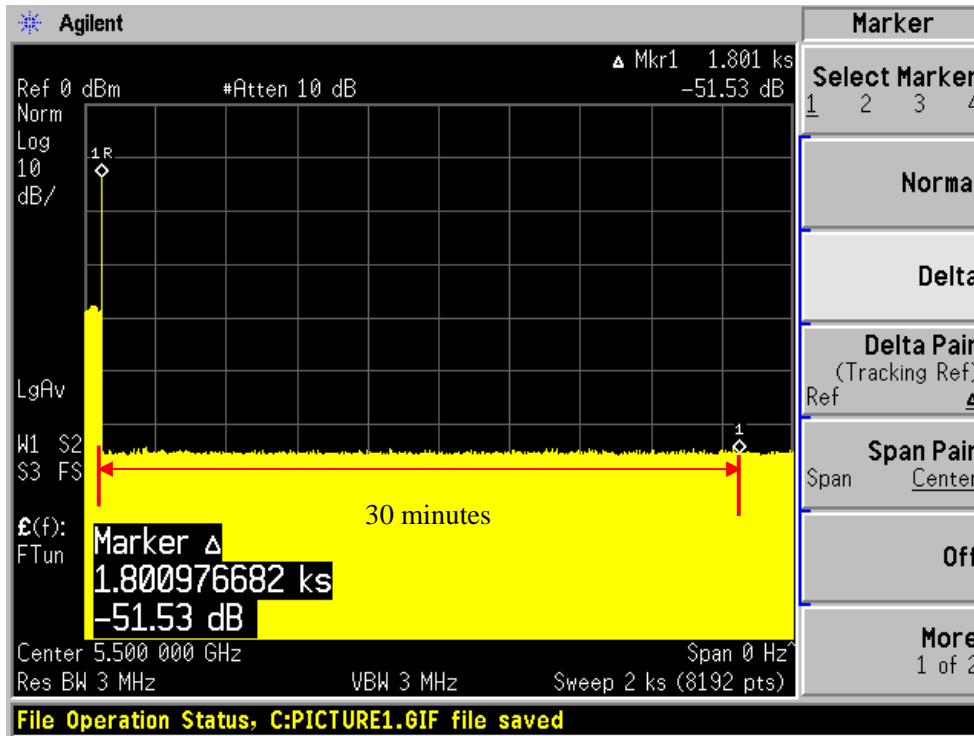 Agilent
Marker
Δ Mkr1 1.801 ks
Ref 0 dBm #Atten 10 dB -51.53 dB
Norm
Log
10
dB/
1R
LgAv
1
W1 S2
S3 FS
30 minutes
£(f):
FTun
Marker Δ
1.800976682 ks
-51.53 dB
Center 5.500 000 GHz Span 0 Hz^
Res BW 3 MHz VBW 3 MHz Sweep 2 ks (8192 pts)
File Operation Status, C:PICTURE1.GIF file saved
Select Marker
1 2 3 4
Norma
Delta
Delta Pair
(Tracking Ref)
Ref Δ
Span Pair
Span Center
Off
More
1 of 2